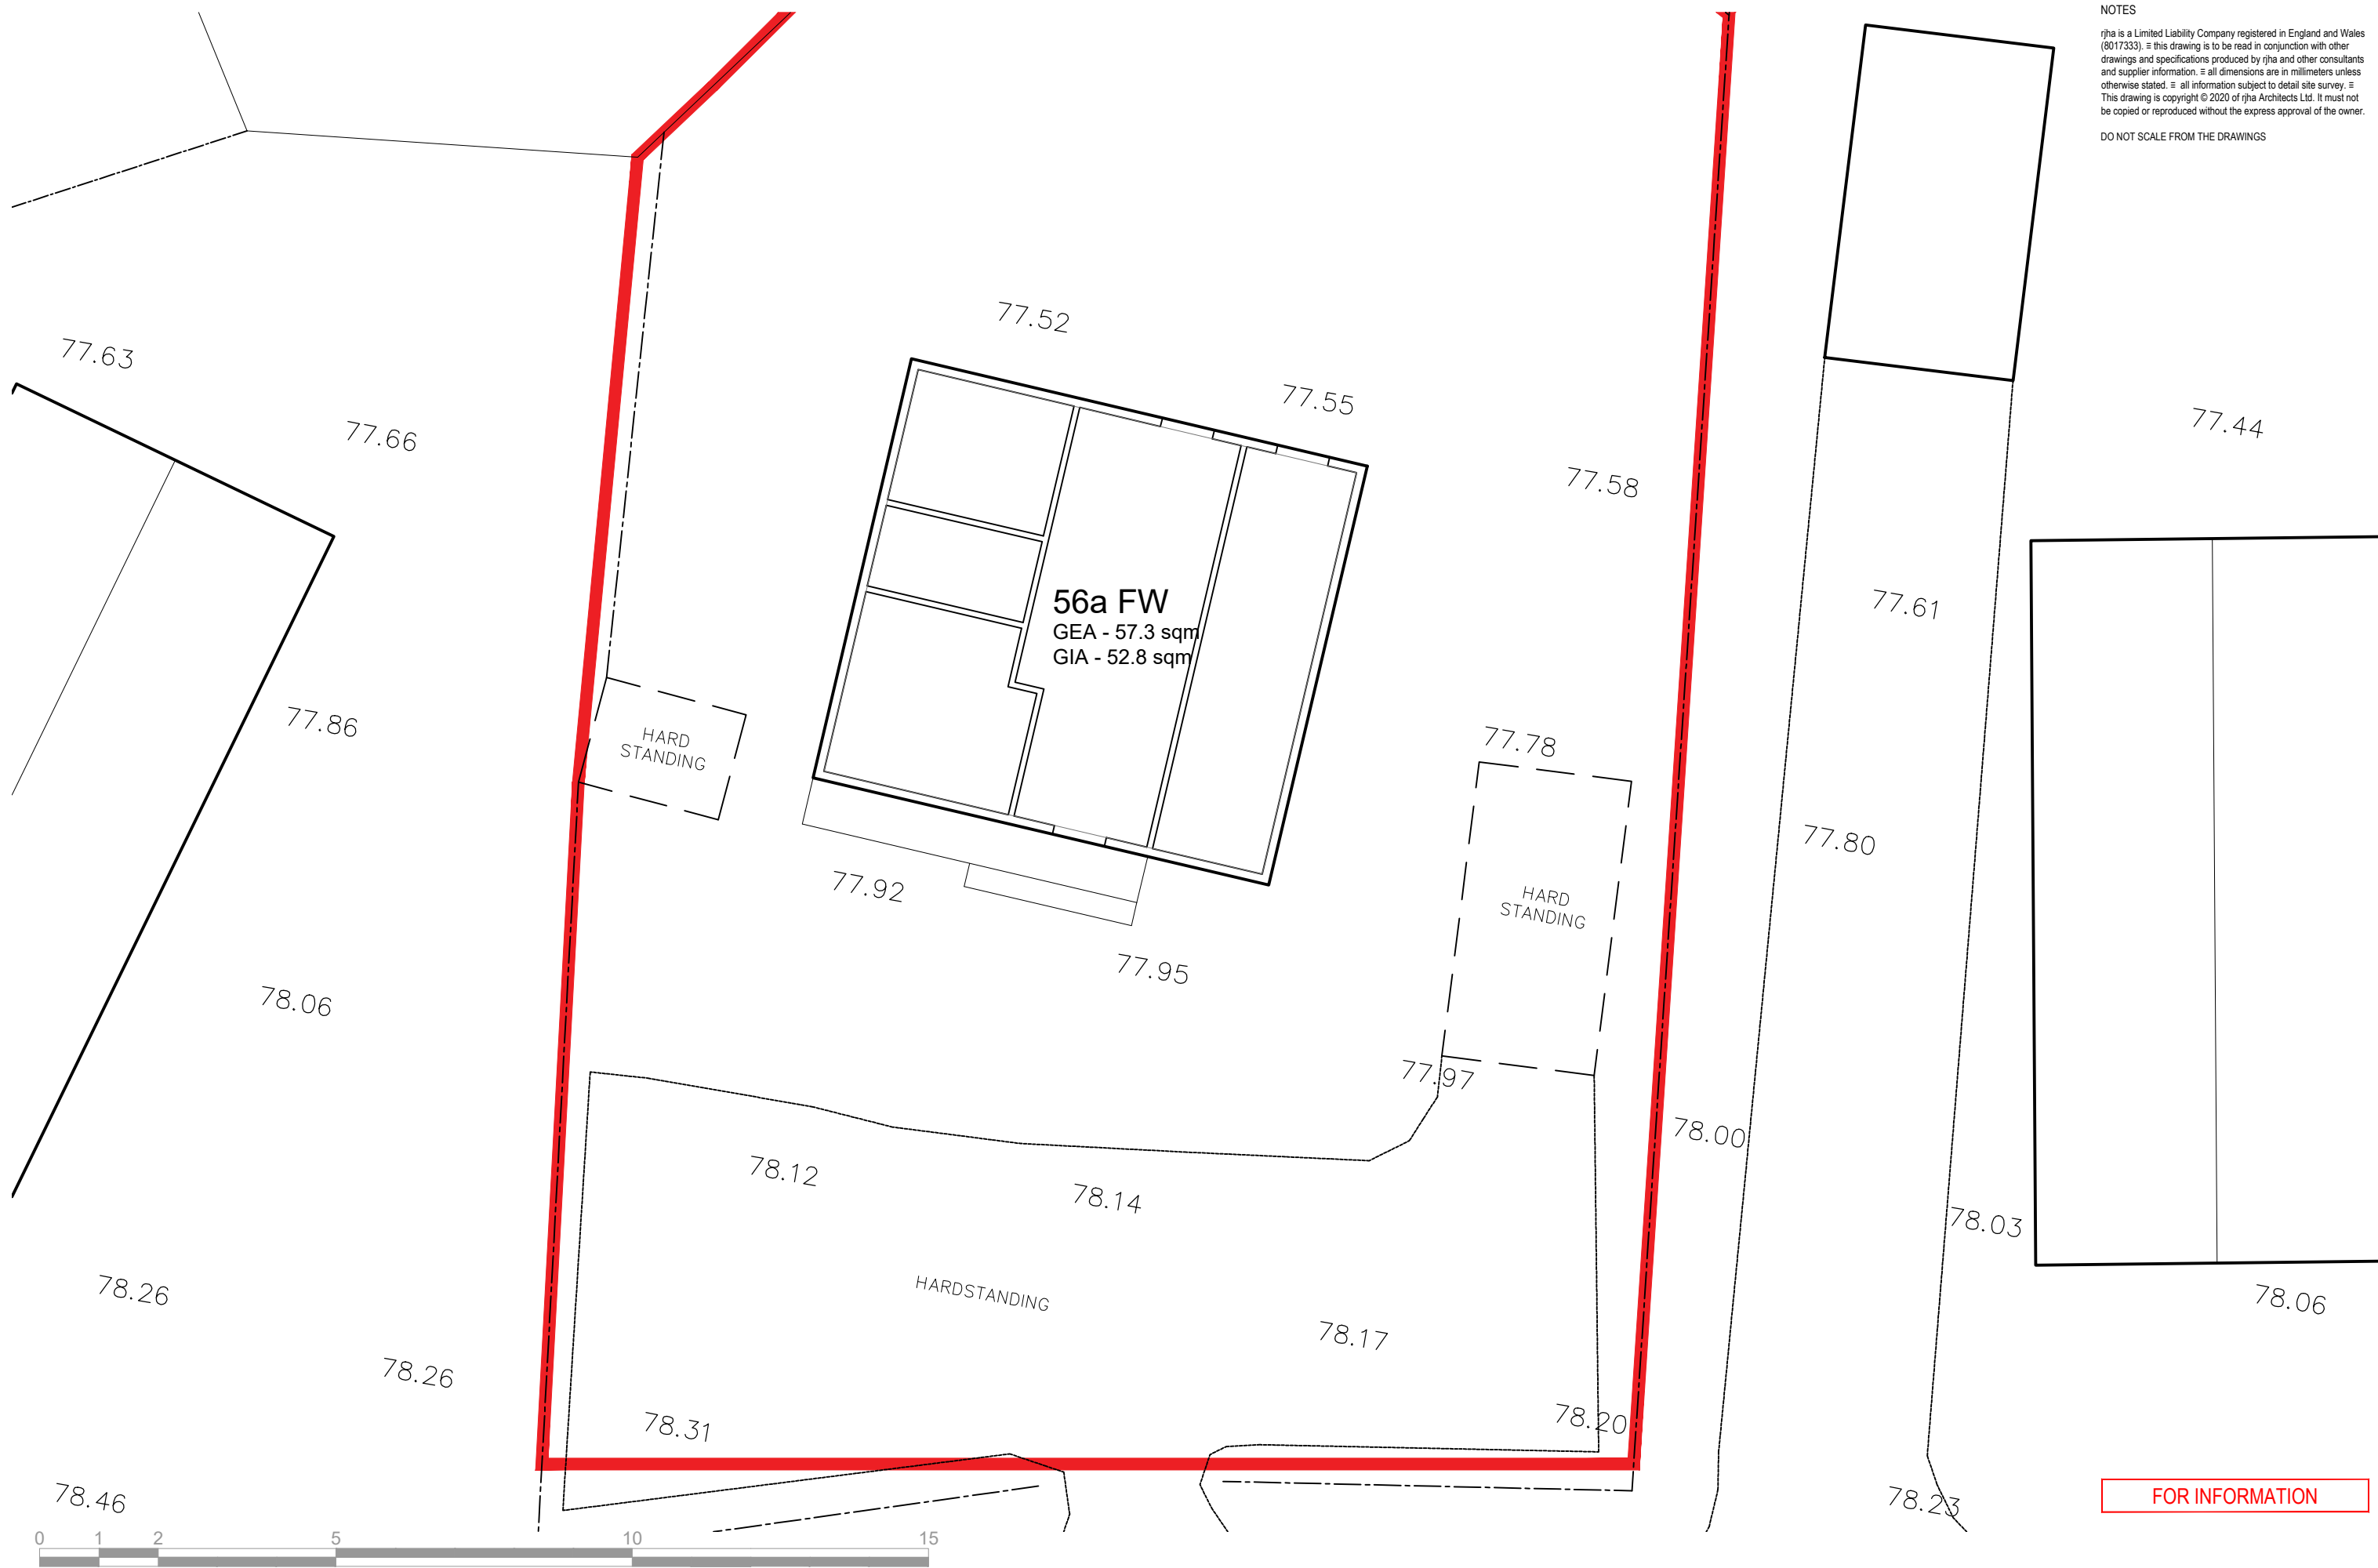 NOTES
rjha is a Limited Liability Company registered in England and Wales
(8017333). ≡ this drawing is to be read in conjunction with other
drawings and specifications produced by rjha and other consultants
and supplier information. ≡ all dimensions are in millimeters unless
otherwise stated. ≡ all information subject to detail site survey. ≡
This drawing is copyright © 2020 of rjha Architects Ltd. It must not
be copied or reproduced without the express approval of the owner.
DO NOT SCALE FROM THE DRAWINGS
77.52
77.63
77.55
77.66
77.44
77.58
56a FW
GEA - 57.3 sqm
GIA - 52.8 sqm
77.61
77.86
HARD
STANDING
77.78
77.80
77.92
HARD
STANDING
77.95
78.06
77.97
78.00
78.12
78.14
78.03
78.26
HARDSTANDING
78.06
78.17
78.26
78.31
78.20
78.46
78.23
FOR INFORMATION
0 1 2 5 10 15